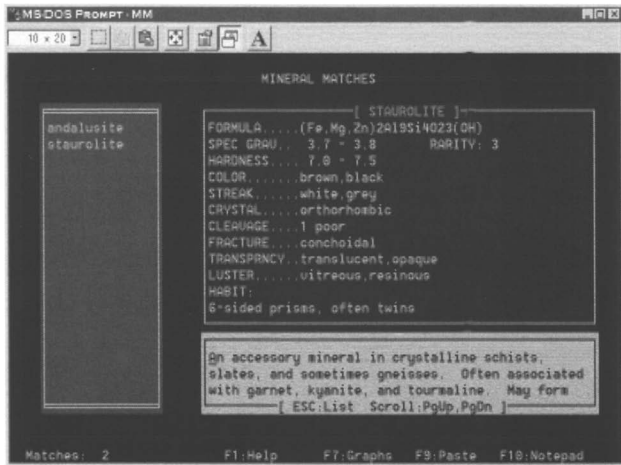 MS-DOS PROMPT - MM
10 x 20
A
MINERAL MATCHES
andalusite
staurolite
[ STAUROLITE ]
FORMULA.....(Fe,Mg,Zn)2Al9Si4O23(OH)
SPEC GRAV.. 3.7 - 3.8 RARITY: 3
HARDNESS.... 7.0 - 7.5
COLOR.......brown,black
STREAK......white,grey
CRYSTAL.....orthorhombic
CLEAVAGE....1 poor
FRACTURE....conchoidal
TRANSPRNCY..translucent,opaque
LUSTER......vitreous,resinous
HABIT:
6-sided prisms, often twins
An accessory mineral in crystalline schists,
slates, and sometimes gneisses. Often associated
with garnet, kyanite, and tourmaline. May form
[ ESC:List Scroll:PgUp,PgDn ]
Matches: 2 F1:Help F7:Graphs F9:Paste F10:Notepad